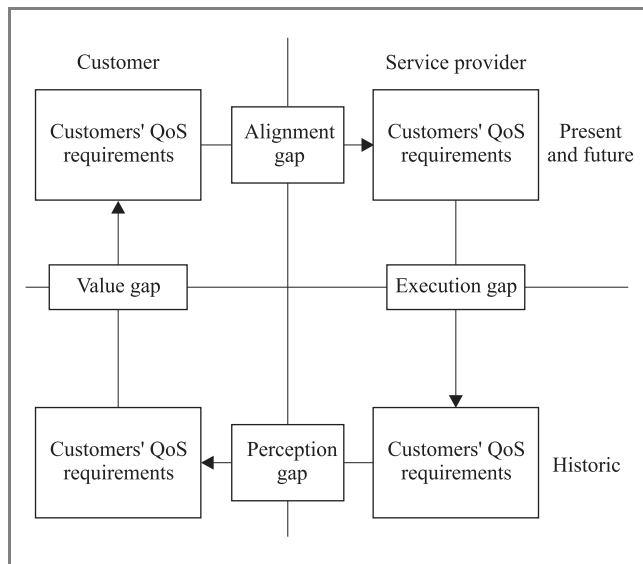 Customer
Service provider
Customers' QoS
requirements
Alignment
gap
Customers' QoS
requirements
Present
and future
Value gap
Execution gap
Customers' QoS
requirements
Perception
gap
Customers' QoS
requirements
Historic